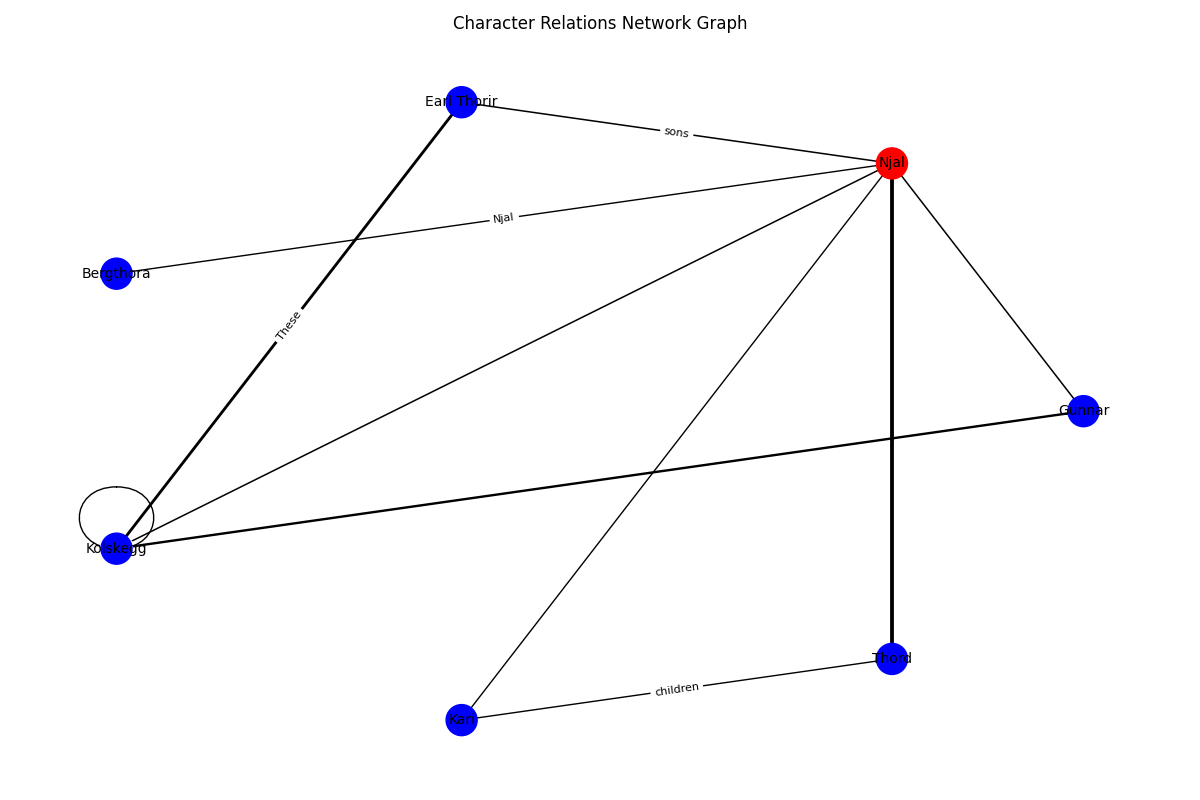 Character Relations Network Graph
Earl Thorir
sons
Njal
Njal
Bergthora
These
Gunnar
Kolskegg
Thord
children
Kari